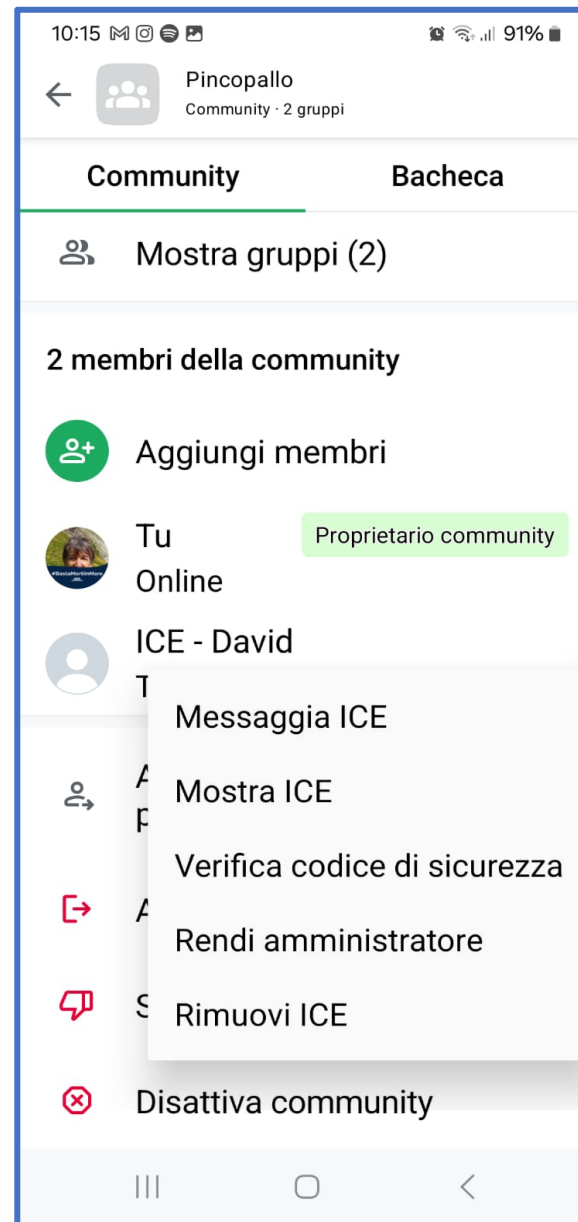 10:15 91%
Pincopallo
Community · 2 gruppi
Community Bacheca
Mostra gruppi (2)
2 membri della community
Aggiungi membri
Tu Proprietario community
Online
ICE - David
T
Messaggia ICE
A
Mostra ICE
p
Verifica codice di sicurezza
A
Rendi amministratore
S
Rimuovi ICE
Disattiva community